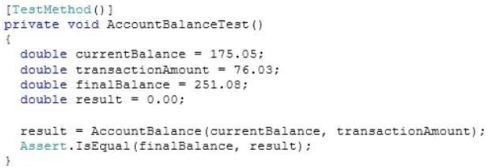 [TestMethod()]
private void AccountBalanceTest()
{
  double currentBalance = 175.05;
  double transactionAmount = 76.03;
  double finalBalance = 251.08;
  double result = 0.00;

  result = AccountBalance(currentBalance, transactionAmount);
  Assert.IsEqual(finalBalance, result);
}